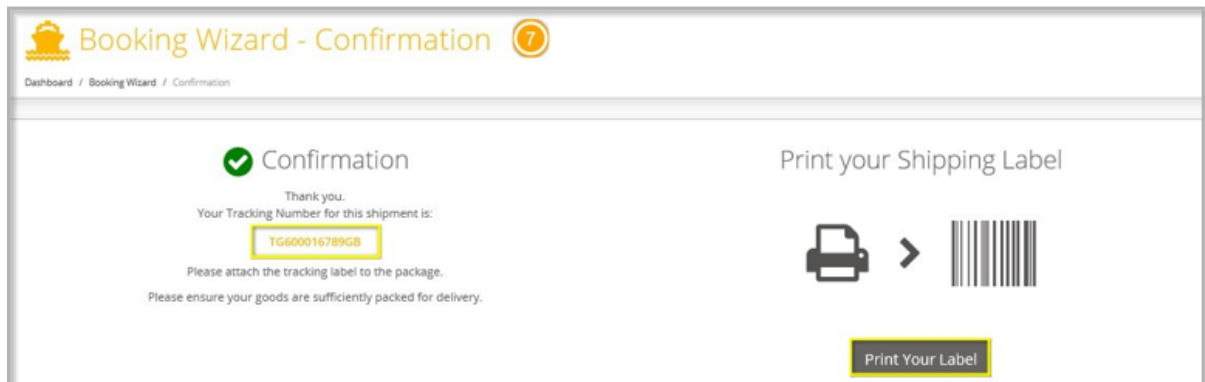 Booking Wizard - Confirmation 7
Dashboard / Booking Wizard / Confirmation
Confirmation
Thank you.
Your Tracking Number for this shipment is:
TG600016789GB
Please attach the tracking label to the package.
Please ensure your goods are sufficiently packed for delivery.
Print your Shipping Label
Print Your Label